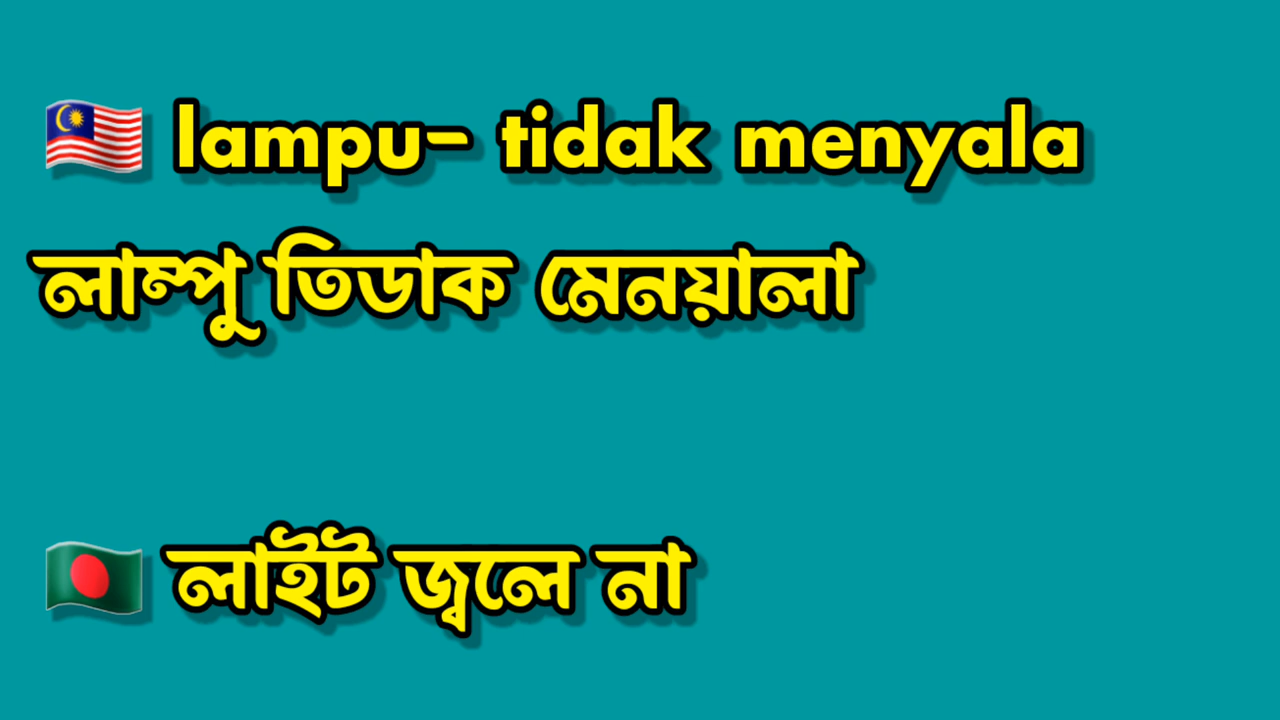 🇲🇾 lampu- tidak menyala
লাম্পু তিডাক মেনয়ালা
🇧🇩 লাইট জ্বলে না